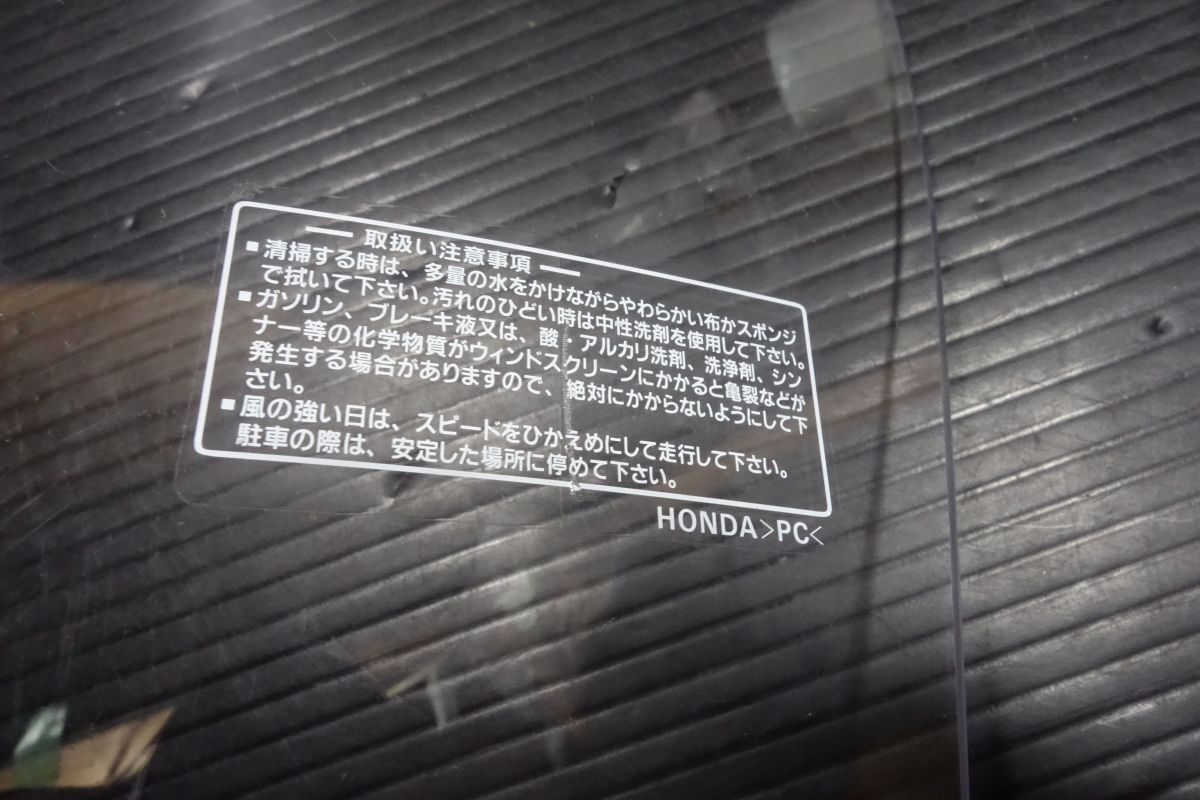 取扱い注意事項
■清掃する時は、多量の水をかけながらやわらかい布かスポンジ
で拭いて下さい。汚れのひどい時は中性洗剤を使用して下さい。
■ガソリン、ブレーキ液又は、酸・アルカリ洗剤、洗浄剤、シン
ナー等の化学物質がウィンドスクリーンにかかると亀裂などが
発生する場合がありますので、絶対にかからないようにして下
さい。
■風の強い日は、スピードをひかえめにして走行して下さい。
駐車の際は、安定した場所に停めて下さい。
HONDA>PC<